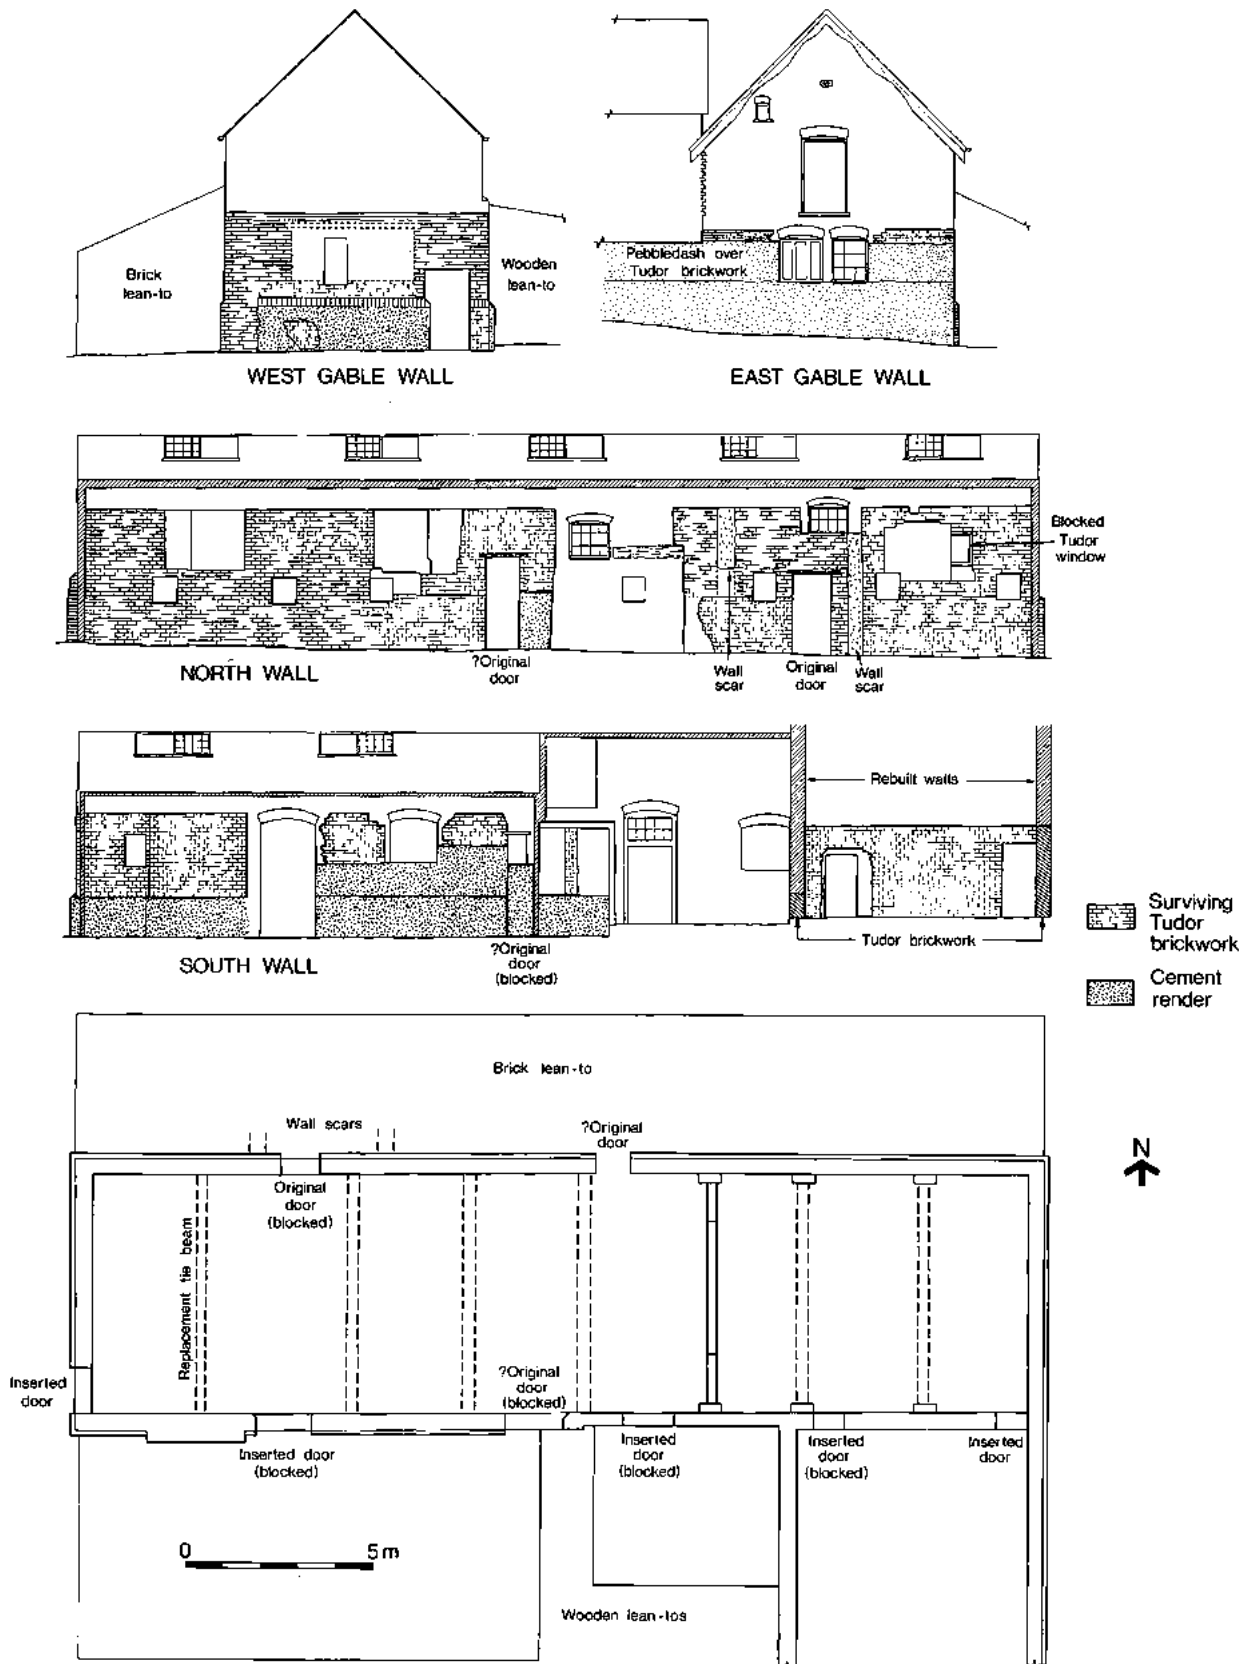 Brick
lean-to
Wooden
lean-to
WEST GABLE WALL
Pebbledash over
Tudor brickwork
EAST GABLE WALL
Blocked
Tudor
window
NORTH WALL
?Original
door
Wall
scar
Original
door
Wall
scar
Rebuilt walls
Tudor brickwork
?Original
door
(blocked)
SOUTH WALL
Surviving
Tudor
brickwork
Cement
render
Brick lean-to
Wall scars
?Original
door
N
Original
door
(blocked)
Replacement tie beam
Inserted
door
?Original
door
(blocked)
Inserted door
(blocked)
Inserted
door
(blocked)
Inserted
door
(blocked)
Inserted
door
0 5m
Wooden lean-tos